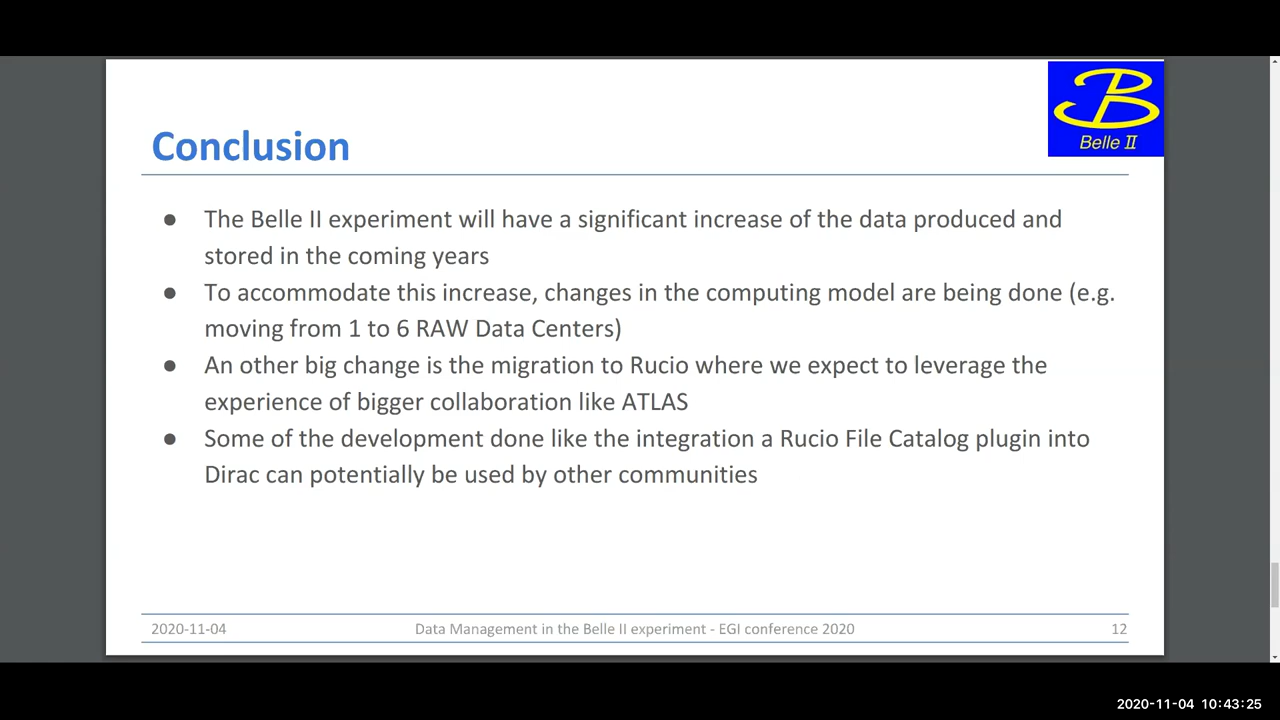 B
Belle II
Conclusion
● The Belle II experiment will have a significant increase of the data produced and
stored in the coming years
● To accommodate this increase, changes in the computing model are being done (e.g.
moving from 1 to 6 RAW Data Centers)
● An other big change is the migration to Rucio where we expect to leverage the
experience of bigger collaboration like ATLAS
● Some of the development done like the integration a Rucio File Catalog plugin into
Dirac can potentially be used by other communities
2020-11-04 Data Management in the Belle II experiment - EGI conference 2020 12
2020-11-04 10:43:25